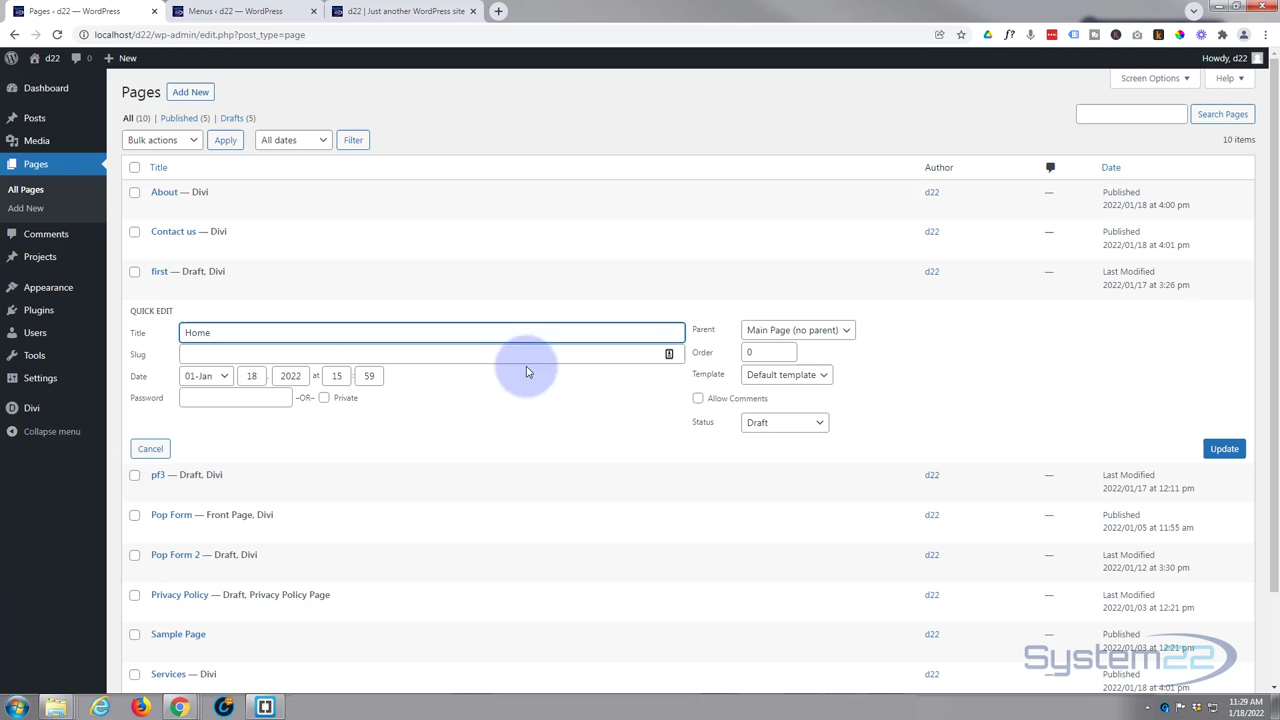 Pages ‹ d22 — WordPress
Menus ‹ d22 — WordPress
d22 | Just another WordPress site
localhost/d22/wp-admin/edit.php?post_type=page
d22
0
New
Howdy, d22
Dashboard
Posts
Media
Pages
All Pages
Add New
Comments
Projects
Appearance
Plugins
Users
Tools
Settings
Divi
Collapse menu
Pages Add New
Screen Options
Help
All (10) | Published (5) | Drafts (5)
Search Pages
Bulk actions Apply All dates Filter
10 items
Title Author Date
About — Divi d22 — Published
2022/01/18 at 4:00 pm
Contact us — Divi d22 — Published
2022/01/18 at 4:01 pm
first — Draft, Divi d22 — Last Modified
2022/01/17 at 3:26 pm
QUICK EDIT
Title Home
Slug
Date 01-Jan 18 , 2022 at 15 : 59
Password –OR– Private
Parent Main Page (no parent)
Order 0
Template Default template
Allow Comments
Status Draft
Cancel Update
pf3 — Draft, Divi d22 — Last Modified
2022/01/17 at 12:11 pm
Pop Form — Front Page, Divi d22 — Published
2022/01/05 at 11:55 am
Pop Form 2 — Draft, Divi d22 — Last Modified
2022/01/12 at 3:30 pm
Privacy Policy — Draft, Privacy Policy Page d22 — Last Modified
2022/01/03 at 12:21 pm
Sample Page d22 — Published
2022/01/03 at 12:21 pm
Services — Divi d22 — Published
2022/01/18 at 4:01 pm
System22
11:29 AM
1/18/2022